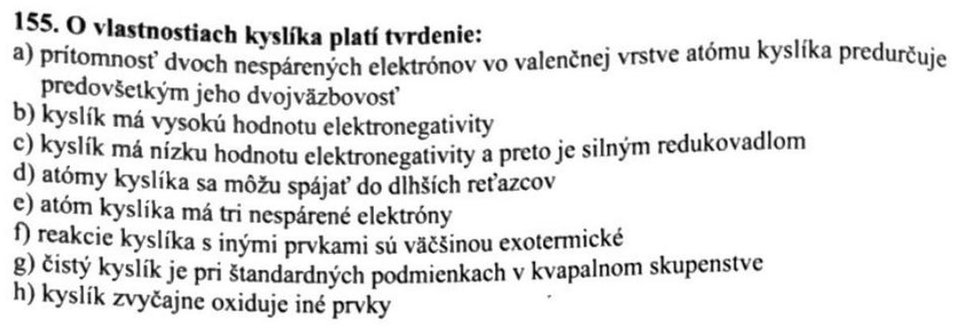 155. O vlastnostiach kyslíka platí tvrdenie:
a) prítomnosť dvoch nespárených elektrónov vo valenčnej vrstve atómu kyslíka predurčuje
predovšetkým jeho dvojväzbovosť
b) kyslík má vysokú hodnotu elektronegativity
c) kyslík má nízku hodnotu elektronegativity a preto je silným redukovadlom
d) atómy kyslíka sa môžu spájať do dlhších reťazcov
e) atóm kyslíka má tri nespárené elektróny
f) reakcie kyslíka s inými prvkami sú väčšinou exotermické
g) čistý kyslík je pri štandardných podmienkach v kvapalnom skupenstve
h) kyslík zvyčajne oxiduje iné prvky